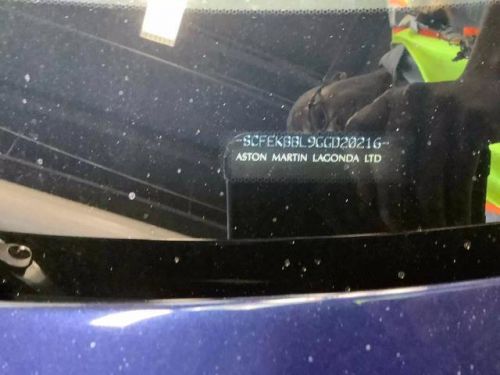 -SCFEKBBL9GGD20216-
ASTON MARTIN LAGONDA LTD